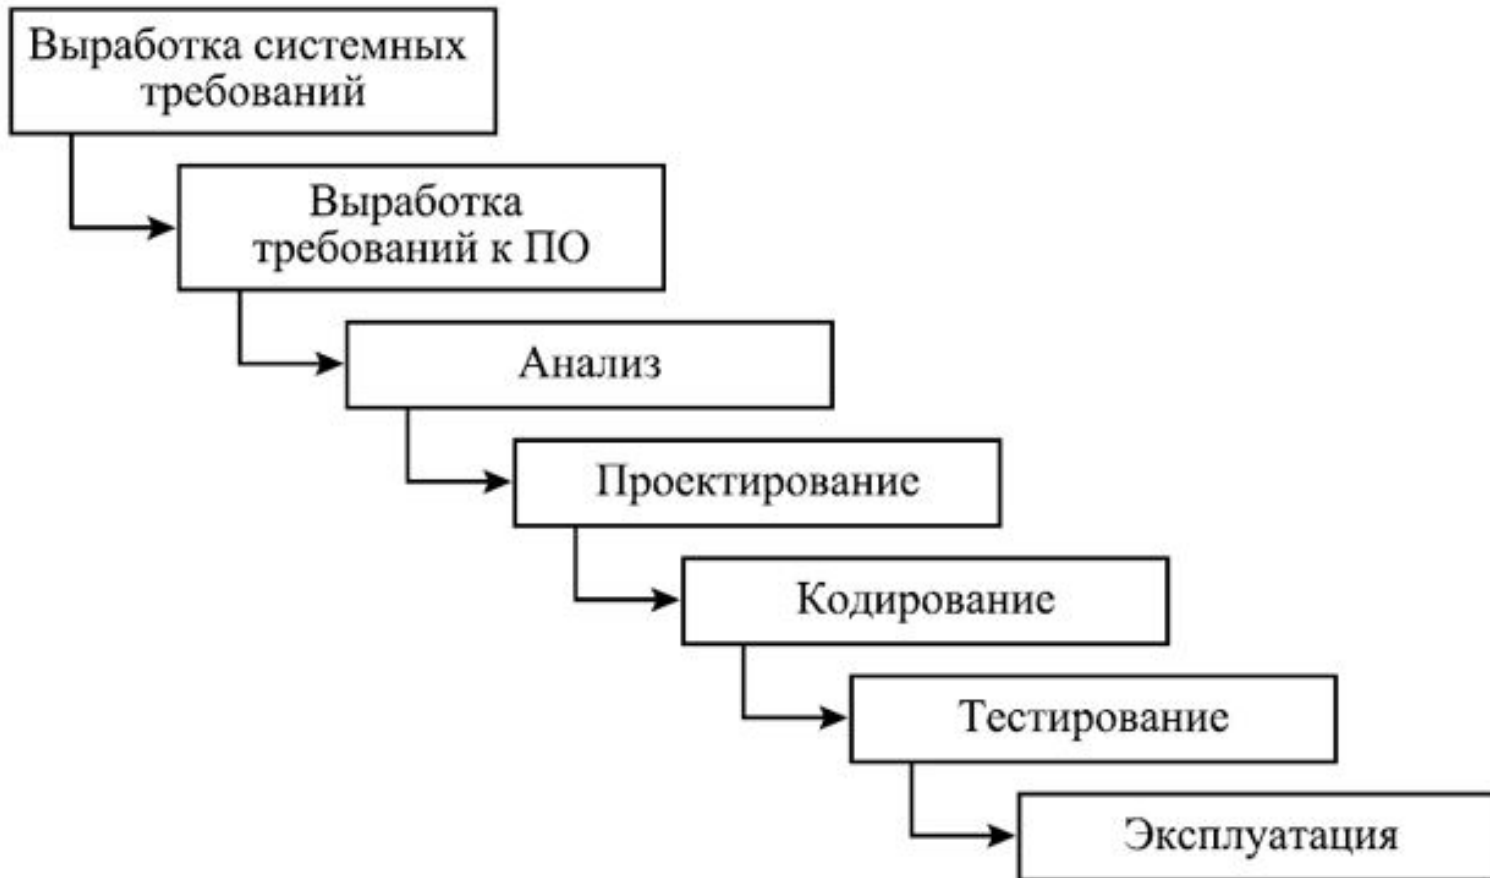 Выработка системных
требований
Выработка
требований к ПО
Анализ
Проектирование
Кодирование
Тестирование
Эксплуатация